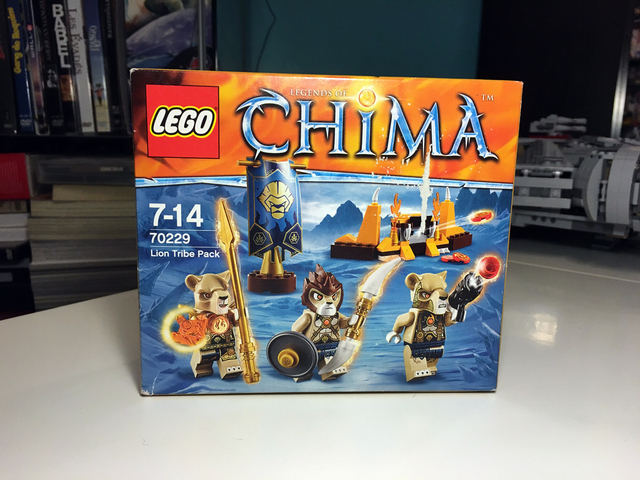 BABEL
LEGO
LEGENDS OF
CHIMA
™
7-14
70229
Lion Tribe Pack